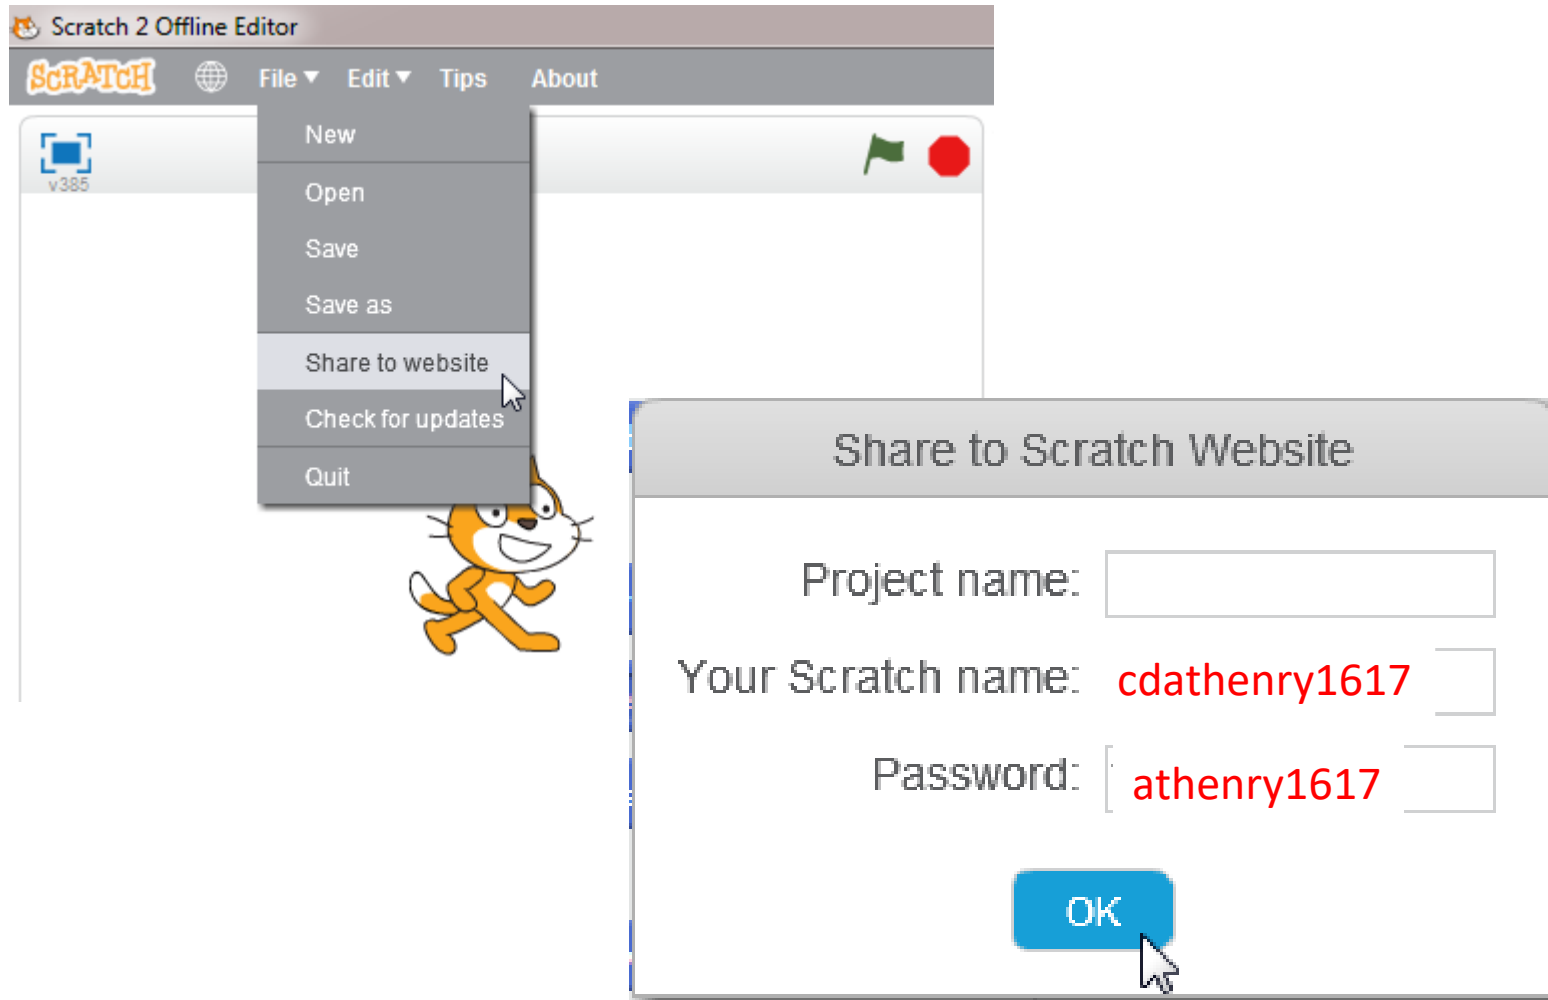 Scratch 2 Offline Editor
SCRATCH File Edit Tips About
New
v385
Open
Save
Save as
Share to website
Check for updates
Quit
Share to Scratch Website
Project name:
Your Scratch name: cdathenry1617
Password: athenry1617
OK